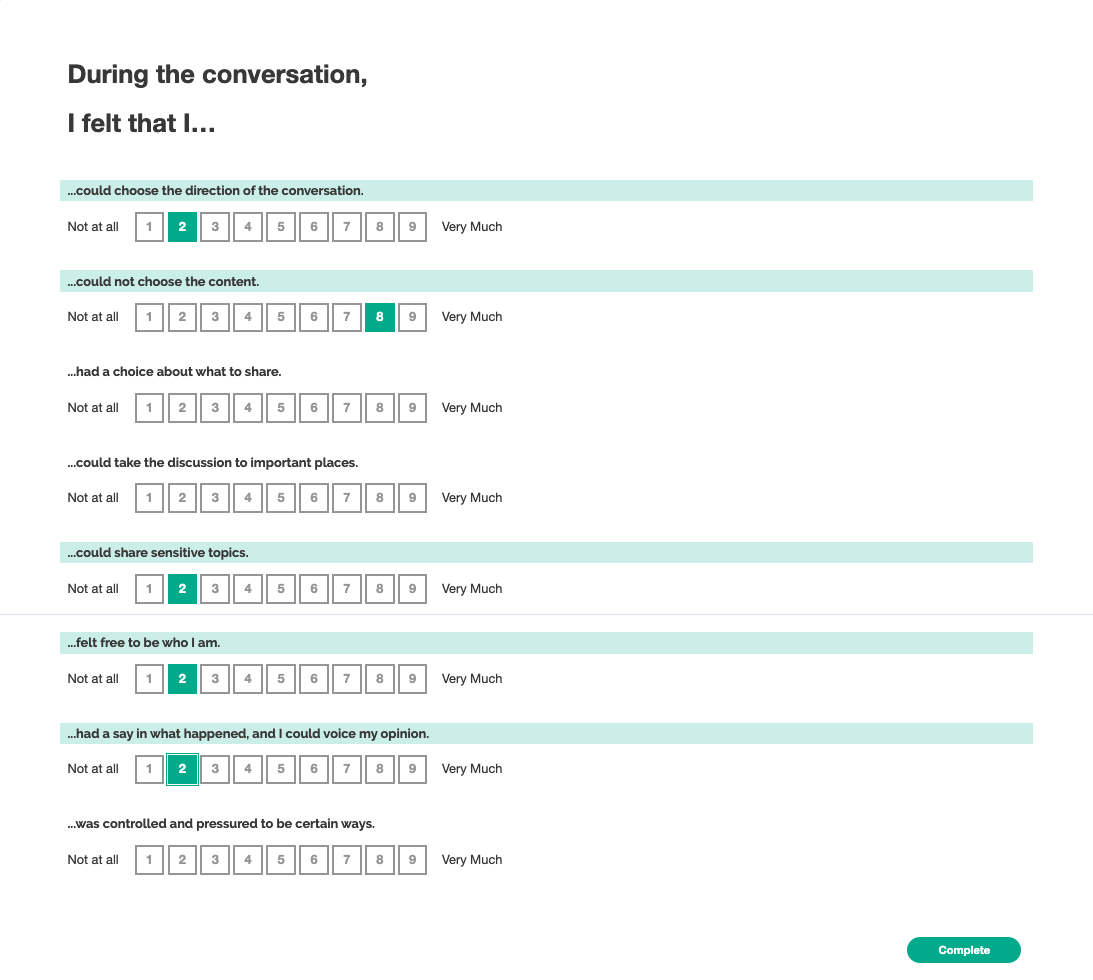 During the conversation,
I felt that I...
...could choose the direction of the conversation.
Not at all 1 2 3 4 5 6 7 8 9 Very Much
...could not choose the content.
Not at all 1 2 3 4 5 6 7 8 9 Very Much
...had a choice about what to share.
Not at all 1 2 3 4 5 6 7 8 9 Very Much
...could take the discussion to important places.
Not at all 1 2 3 4 5 6 7 8 9 Very Much
...could share sensitive topics.
Not at all 1 2 3 4 5 6 7 8 9 Very Much
...felt free to be who I am.
Not at all 1 2 3 4 5 6 7 8 9 Very Much
...had a say in what happened, and I could voice my opinion.
Not at all 1 2 3 4 5 6 7 8 9 Very Much
...was controlled and pressured to be certain ways.
Not at all 1 2 3 4 5 6 7 8 9 Very Much
Complete